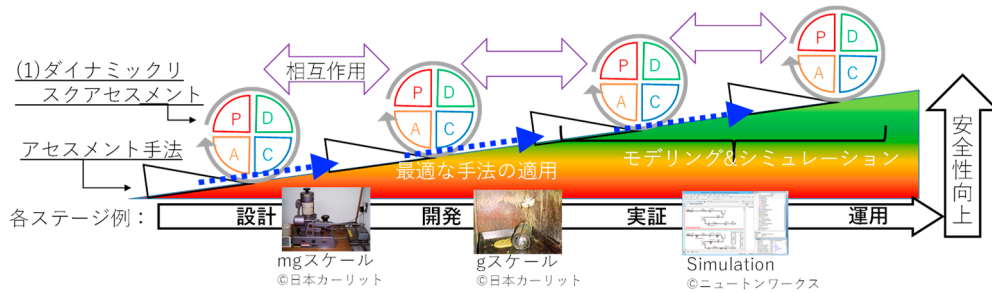 (1)ダイナミックリ
スクアセスメント
アセスメント手法
相互作用
P D
A C
P D
A C
P D
A C
P D
A C
最適な手法の適用
モデリング&シミュレーション
安全性向上
各ステージ例：
設計
開発
実証
運用
mgスケール
©日本カーリット
gスケール
©日本カーリット
Simulation
©ニュートンワークス